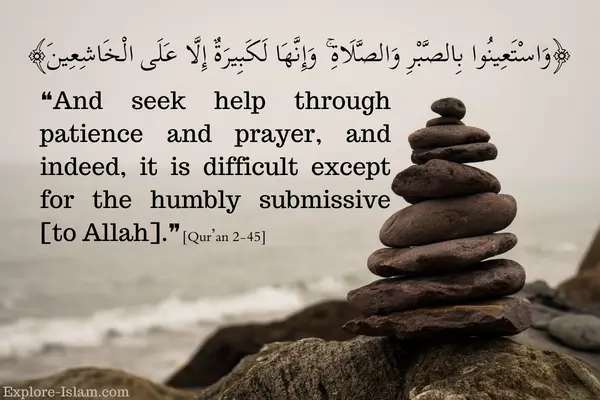 ﴿وَاسْتَعِينُوا بِالصَّبْرِ وَالصَّلَاةِ ۚ وَإِنَّهَا لَكَبِيرَةٌ إِلَّا عَلَى الْخَاشِعِينَ﴾
❝And seek help through
patience and prayer, and
indeed, it is difficult except
for the humbly submissive
[to Allah].❞ [Qur’an 2-45]
Explore-Islam.com